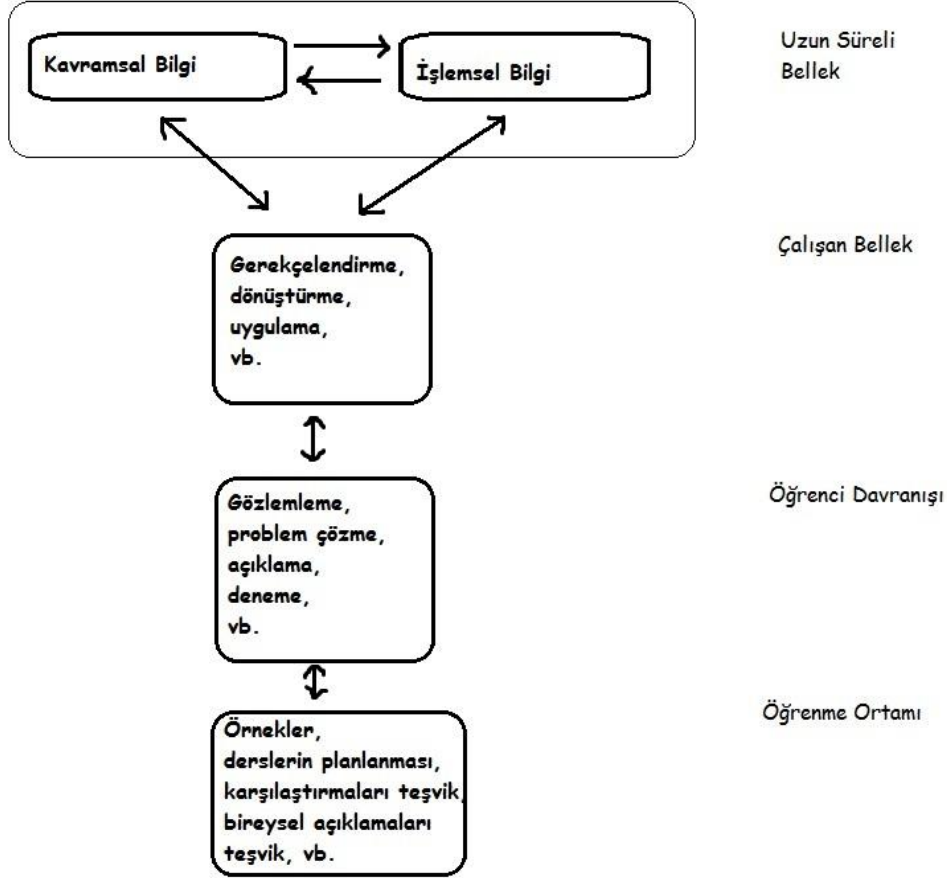 Kavramsal Bilgi
İşlemsel Bilgi
Uzun Süreli
Bellek
Gerekçelendirme,
dönüştürme,
uygulama,
vb.
Çalışan Bellek
Gözlemleme,
problem çözme,
açıklama,
deneme,
vb.
Öğrenci Davranışı
Örnekler,
derslerin planlanması,
karşılaştırmaları teşvik,
bireysel açıklamaları
teşvik, vb.
Öğrenme Ortamı